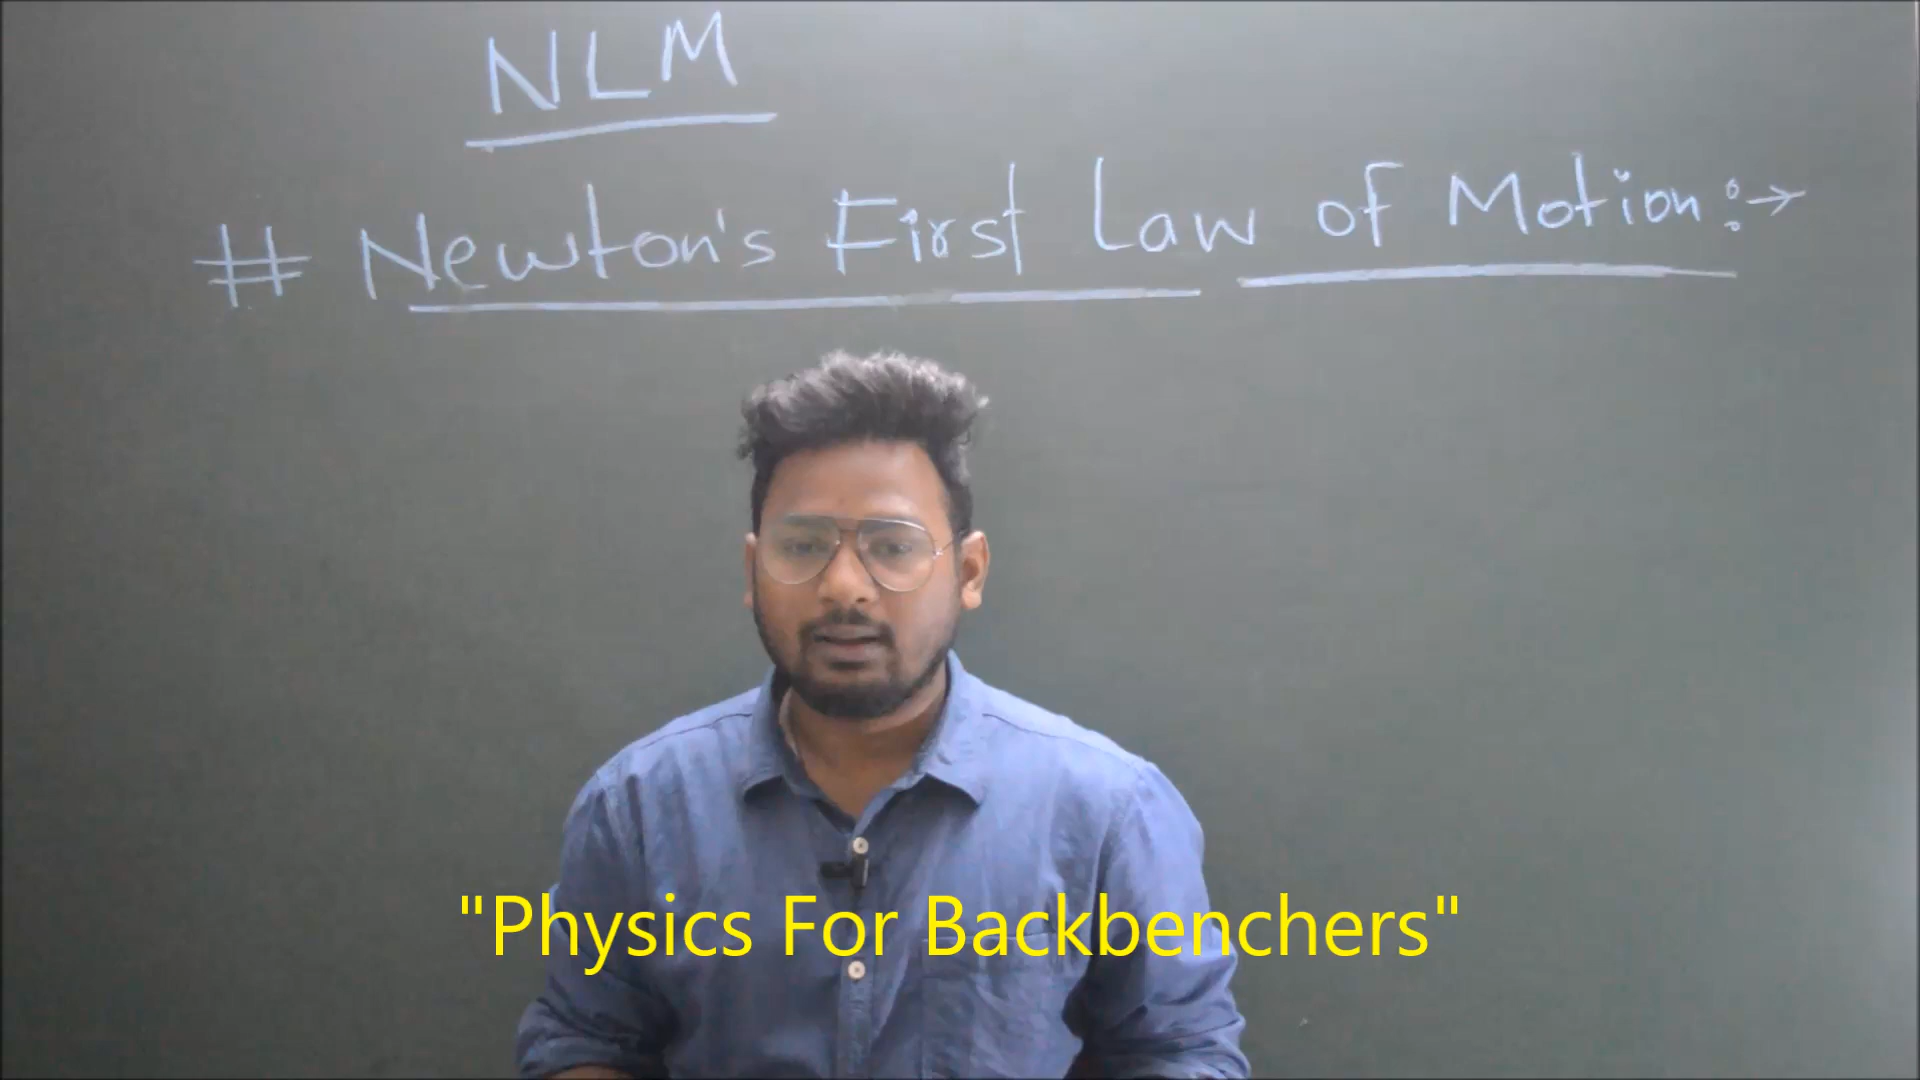 NLM
# Newton's First Law of Motion :→
"Physics For Backbenchers"